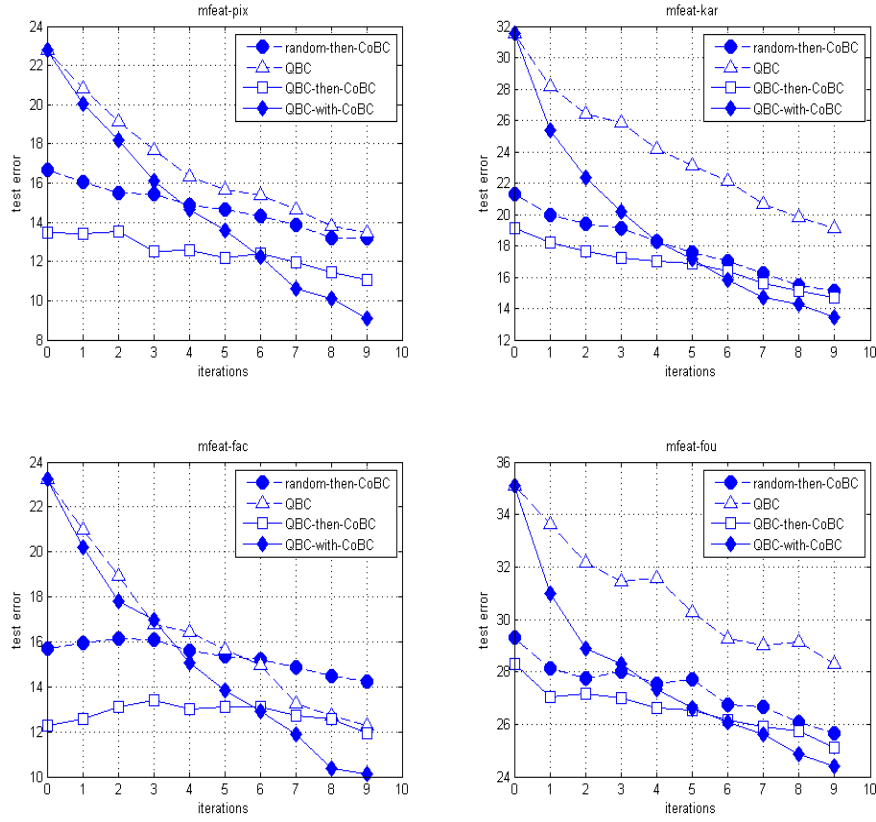 mfeat-pix
24
22
20
18
16
14
12
10
8
test error
0 1 2 3 4 5 6 7 8 9 10
iterations
random-then-CoBC
QBC
QBC-then-CoBC
QBC-with-CoBC
mfeat-kar
32
30
28
26
24
22
20
18
16
14
12
test error
0 1 2 3 4 5 6 7 8 9 10
iterations
random-then-CoBC
QBC
QBC-then-CoBC
QBC-with-CoBC
mfeat-fac
24
22
20
18
16
14
12
10
test error
0 1 2 3 4 5 6 7 8 9 10
iterations
random-then-CoBC
QBC
QBC-then-CoBC
QBC-with-CoBC
mfeat-fou
36
34
32
30
28
26
24
test error
0 1 2 3 4 5 6 7 8 9 10
iterations
random-then-CoBC
QBC
QBC-then-CoBC
QBC-with-CoBC